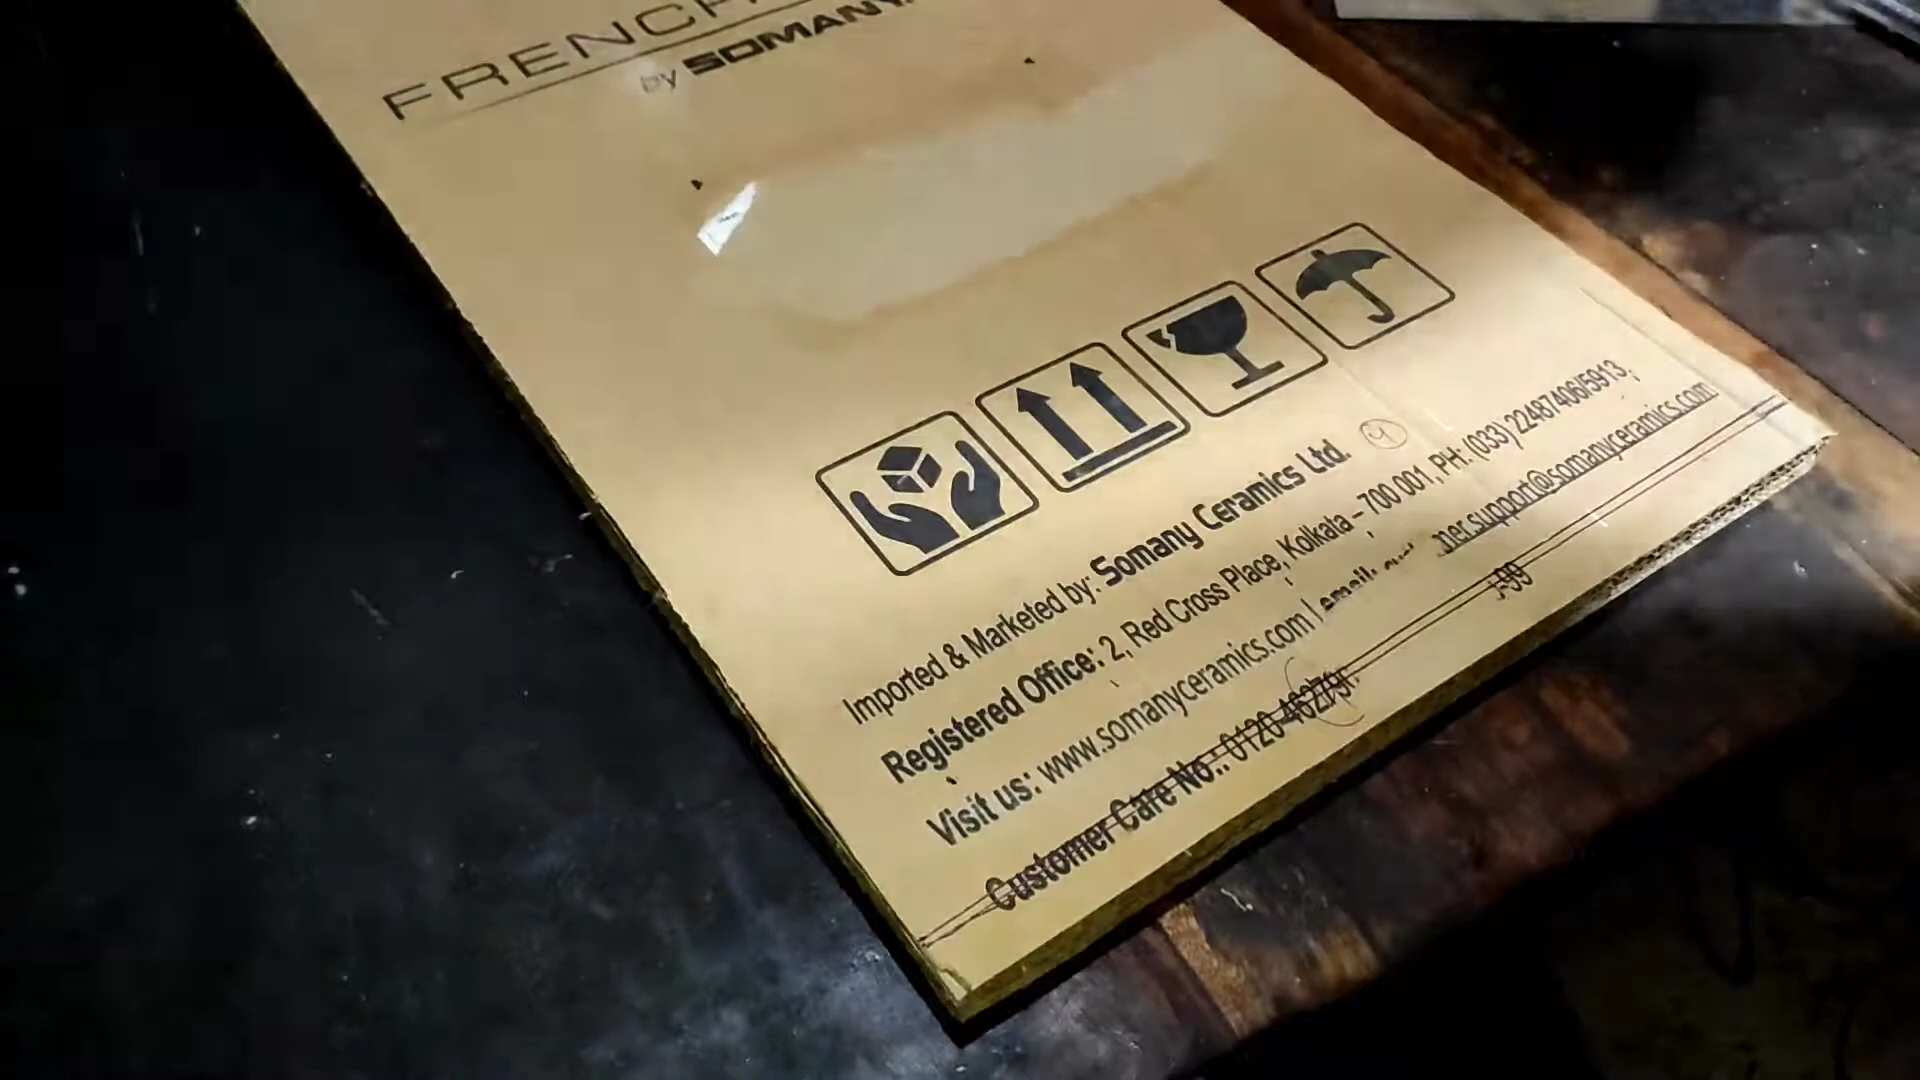 by SOMANY
Imported & Marketed by: Somany Ceramics Ltd.
Registered Office: 2, Red Cross Place, Kolkata – 700 001, PH: (033) 22487406/5913,
Visit us: www.somanyceramics.com | email:
Customer Care No.: